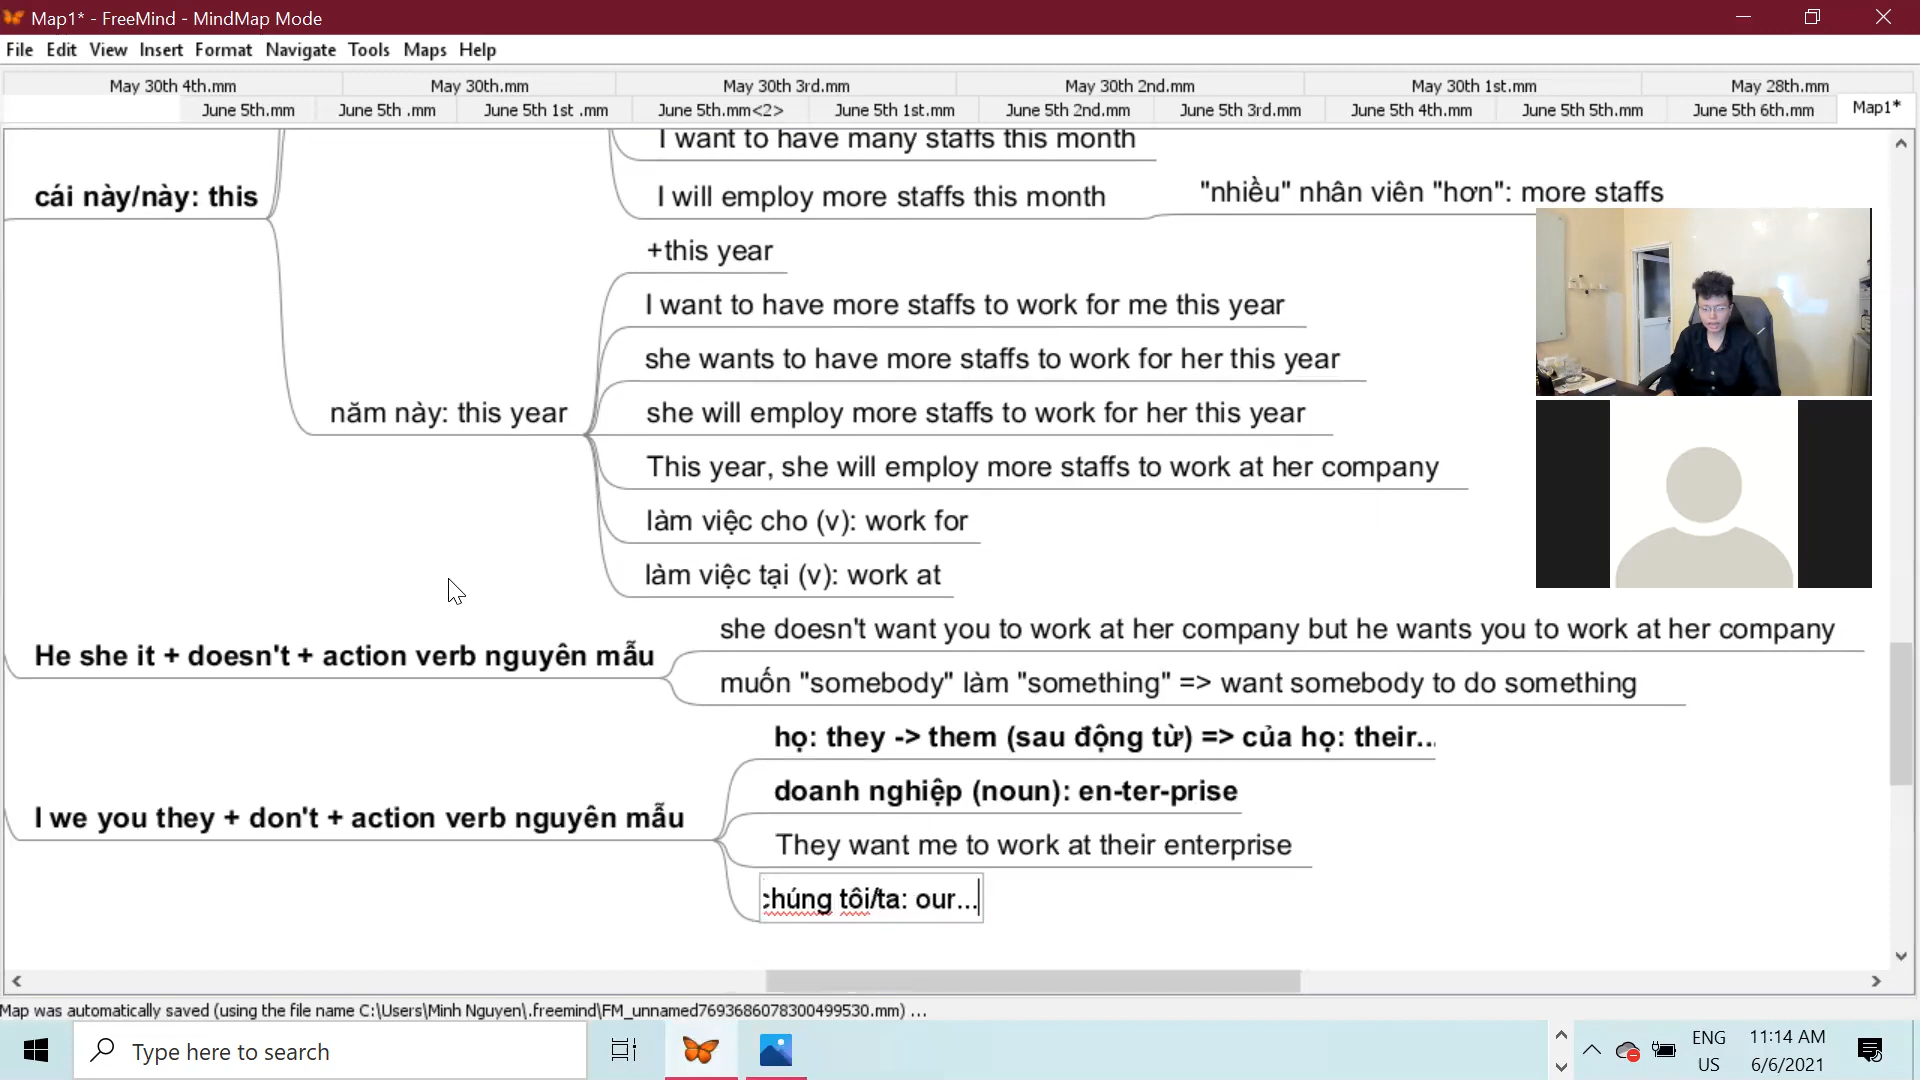 Map1* - FreeMind - MindMap Mode
File Edit View Insert Format Navigate Tools Maps Help
May 30th 4th.mm May 30th.mm May 30th 3rd.mm May 30th 2nd.mm May 30th 1st.mm May 28th.mm
June 5th.mm June 5th .mm June 5th 1st .mm June 5th.mm<2> June 5th 1st.mm June 5th 2nd.mm June 5th 3rd.mm June 5th 4th.mm June 5th 5th.mm June 5th 6th.mm Map1*
I want to have many staffs this month
cái này/này: this
I will employ more staffs this month
"nhiều" nhân viên "hơn": more staffs
+this year
I want to have more staffs to work for me this year
she wants to have more staffs to work for her this year
năm này: this year
she will employ more staffs to work for her this year
This year, she will employ more staffs to work at her company
làm việc cho (v): work for
làm việc tại (v): work at
He she it + doesn't + action verb nguyên mẫu
she doesn't want you to work at her company but he wants you to work at her company
muốn "somebody" làm "something" => want somebody to do something
họ: they -> them (sau động từ) => của họ: their...
doanh nghiệp (noun): en-ter-prise
I we you they + don't + action verb nguyên mẫu
They want me to work at their enterprise
chúng tôi/ta: our...
Map was automatically saved (using the file name C:\Users\Minh Nguyen\.freemind\FM_unnamed7693686078300499530.mm) ...
Type here to search
ENG
US
11:14 AM
6/6/2021